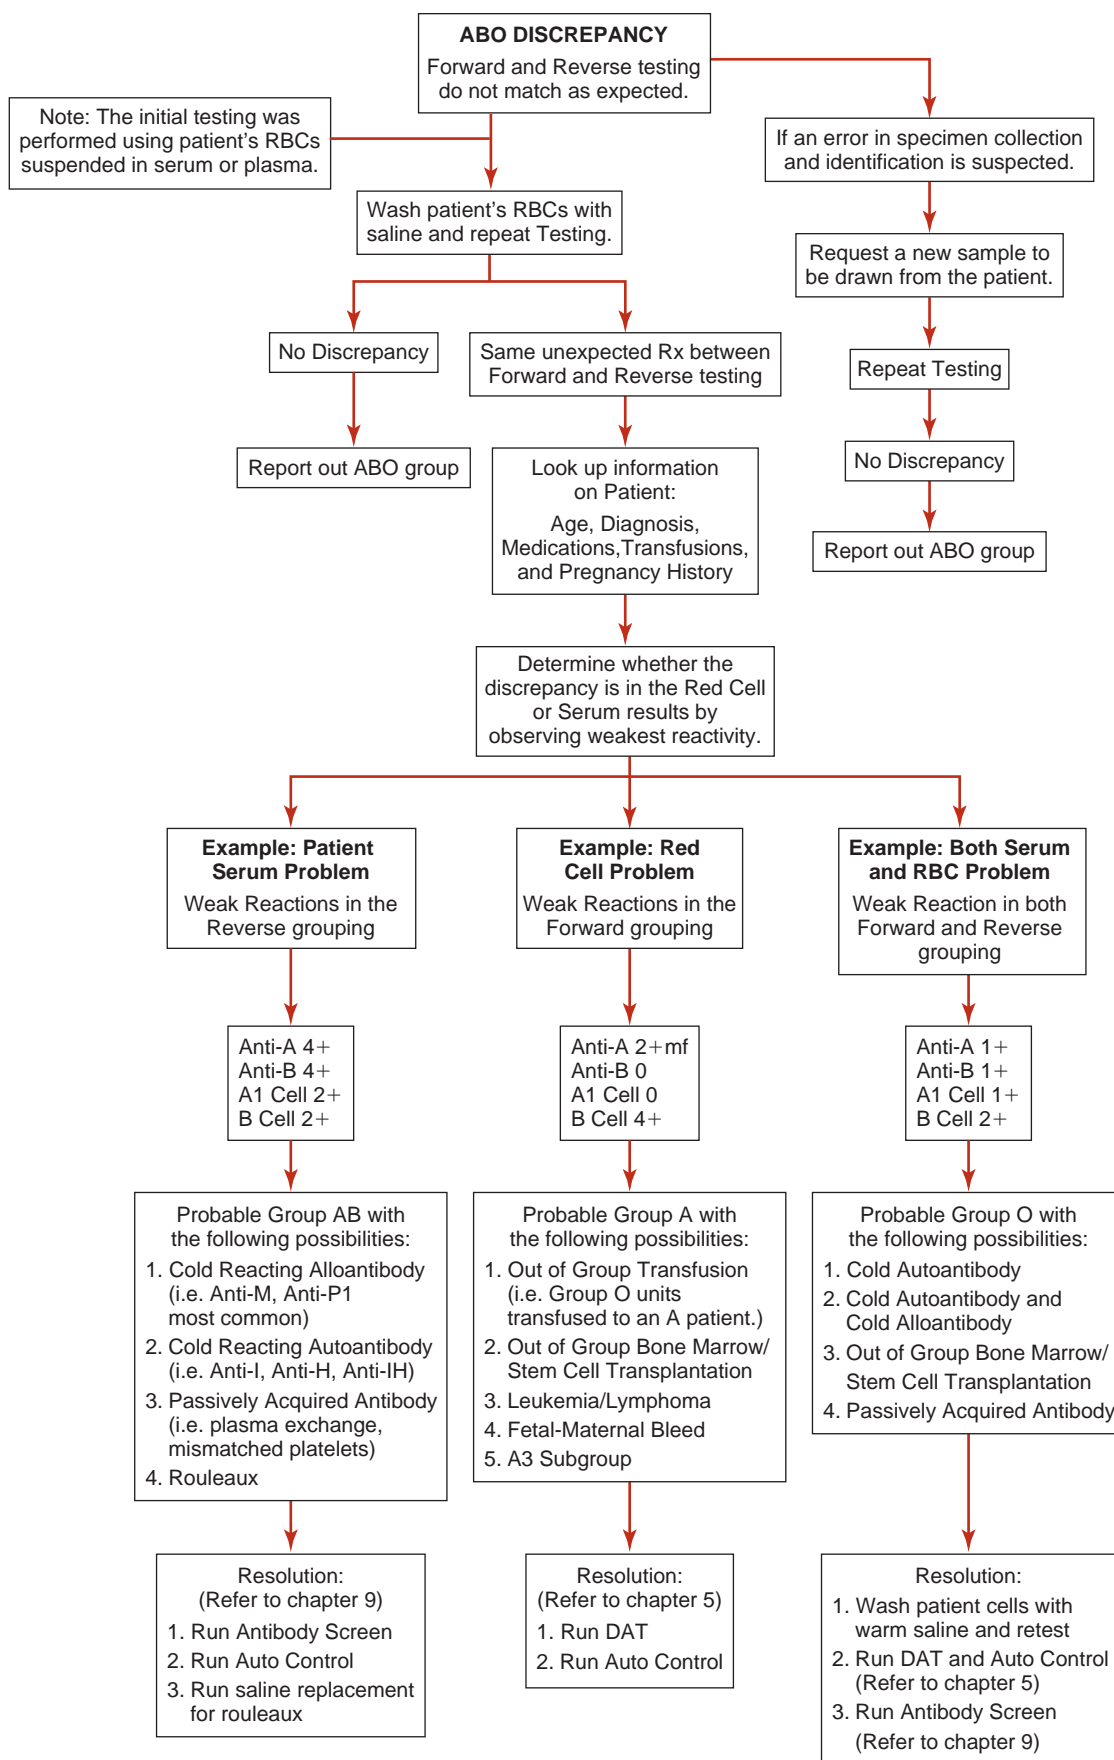 ABO DISCREPANCY
Forward and Reverse testing
do not match as expected.
Note: The initial testing was
performed using patient's RBCs
suspended in serum or plasma.
If an error in specimen collection
and identification is suspected.
Wash patient's RBCs with
saline and repeat Testing.
Request a new sample to
be drawn from the patient.
No Discrepancy
Same unexpected Rx between
Forward and Reverse testing
Repeat Testing
Report out ABO group
Look up information
on Patient:
Age, Diagnosis,
Medications,Transfusions,
and Pregnancy History
No Discrepancy
Report out ABO group
Determine whether the
discrepancy is in the Red Cell
or Serum results by
observing weakest reactivity.
Example: Patient
Serum Problem
Weak Reactions in the
Reverse grouping
Example: Red
Cell Problem
Weak Reactions in the
Forward grouping
Example: Both Serum
and RBC Problem
Weak Reaction in both
Forward and Reverse
grouping
Anti-A 4+
Anti-B 4+
A1 Cell 2+
B Cell 2+
Anti-A 2+mf
Anti-B 0
A1 Cell 0
B Cell 4+
Anti-A 1+
Anti-B 1+
A1 Cell 1+
B Cell 2+
Probable Group AB with
the following possibilities:
1. Cold Reacting Alloantibody
(i.e. Anti-M, Anti-P1
most common)
2. Cold Reacting Autoantibody
(i.e. Anti-I, Anti-H, Anti-IH)
3. Passively Acquired Antibody
(i.e. plasma exchange,
mismatched platelets)
4. Rouleaux
Probable Group A with
the following possibilities:
1. Out of Group Transfusion
(i.e. Group O units
transfused to an A patient.)
2. Out of Group Bone Marrow/
Stem Cell Transplantation
3. Leukemia/Lymphoma
4. Fetal-Maternal Bleed
5. A3 Subgroup
Probable Group O with
the following possibilities:
1. Cold Autoantibody
2. Cold Autoantibody and
Cold Alloantibody
3. Out of Group Bone Marrow/
Stem Cell Transplantation
4. Passively Acquired Antibody
Resolution:
(Refer to chapter 9)
1. Run Antibody Screen
2. Run Auto Control
3. Run saline replacement
for rouleaux
Resolution:
(Refer to chapter 5)
1. Run DAT
2. Run Auto Control
Resolution:
1. Wash patient cells with
warm saline and retest
2. Run DAT and Auto Control
(Refer to chapter 5)
3. Run Antibody Screen
(Refer to chapter 9)